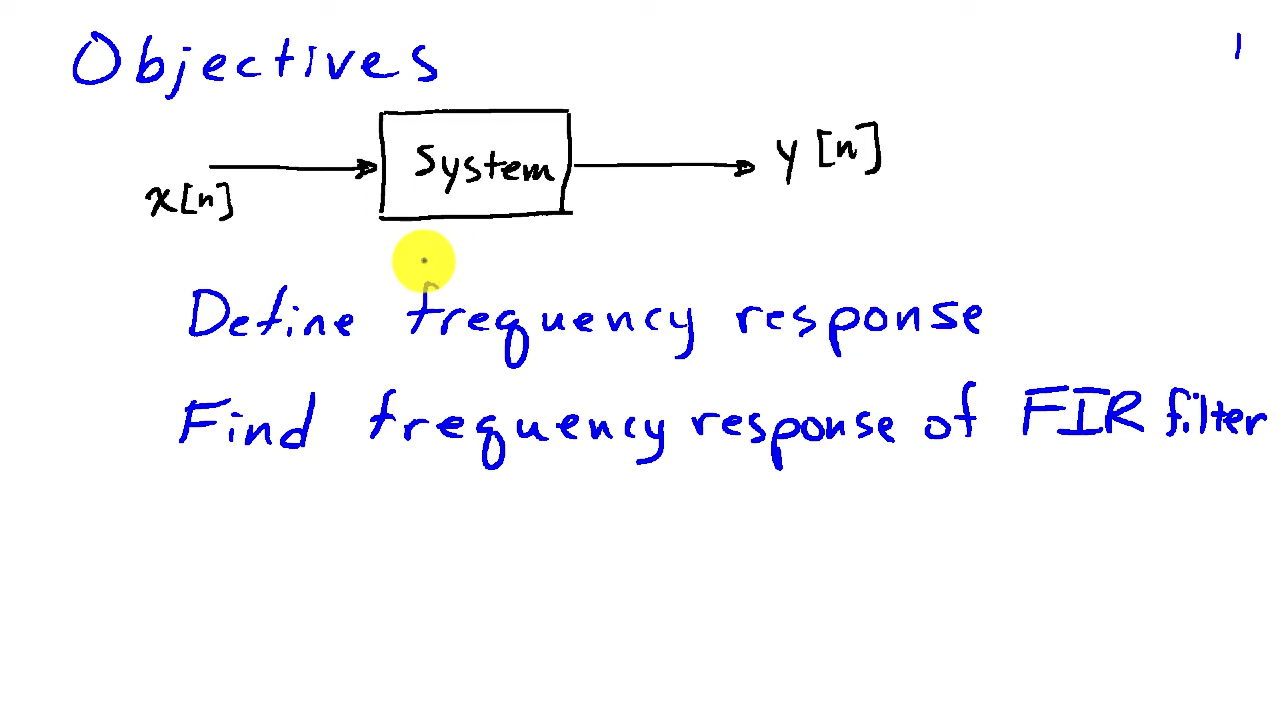 Objectives
1
x[n]
System
y[n]
Define frequency response
Find frequency response of FIR filter